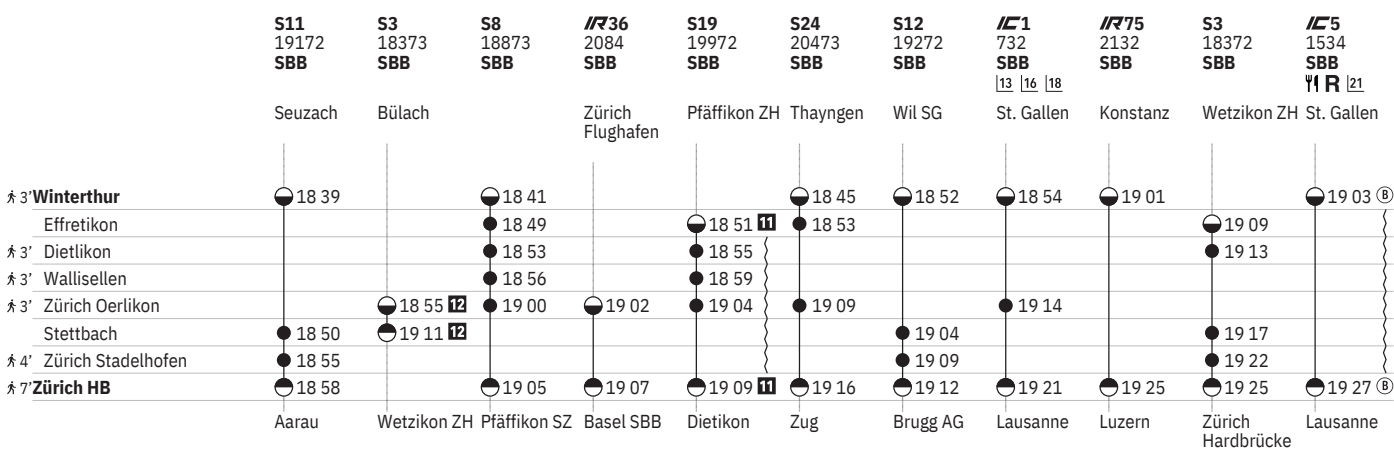 S11 S3 S8 IR36 S19 S24 S12 IC1 IR75 S3 IC5
19172 18373 18873 2084 19972 20473 19272 732 2132 18372 1534
SBB SBB SBB SBB SBB SBB SBB SBB SBB SBB SBB
13 16 18 R 21
Seuzach Bülach Zürich Pfäffikon ZH Thayngen Wil SG St. Gallen Konstanz Wetzikon ZH St. Gallen
Flughafen
3’ Winterthur 18 39 18 41 18 45 18 52 18 54 19 01 19 03 B
Effretikon 18 49 18 51 11 18 53 19 09
3’ Dietlikon 18 53 18 55 19 13
3’ Wallisellen 18 56 18 59
3’ Zürich Oerlikon 18 55 12 19 00 19 02 19 04 19 09 19 14
Stettbach 18 50 19 11 12 19 04 19 17
4’ Zürich Stadelhofen 18 55 19 09 19 22
7’ Zürich HB 18 58 19 05 19 07 19 09 11 19 16 19 12 19 21 19 25 19 25 19 27 B
Aarau Wetzikon ZH Pfäffikon SZ Basel SBB Dietikon Zug Brugg AG Lausanne Luzern Zürich Lausanne
Hardbrücke